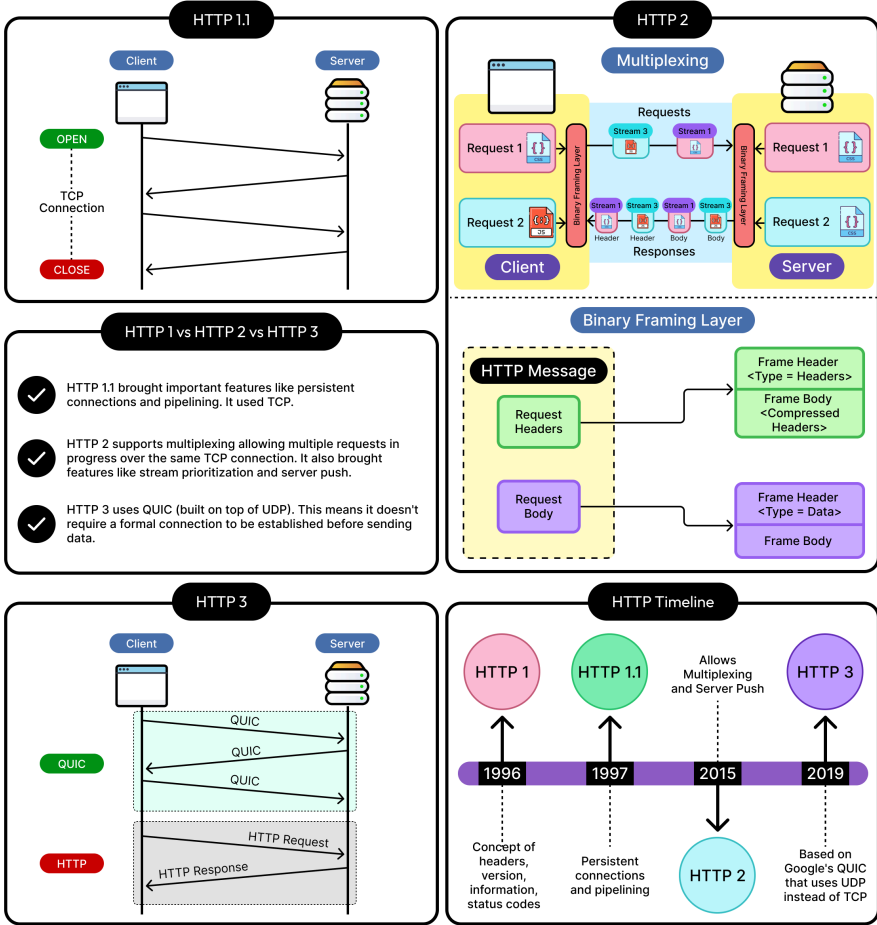 HTTP 1.1
Client
Server
OPEN
TCP
Connection
CLOSE
HTTP 2
Multiplexing
Requests
Request 1
CSS
Binary Framing Layer
Stream 3
Stream 1
Binary Framing Layer
Request 1
CSS
Request 2
JS
Stream 1
Stream 3
Stream 1
Stream 3
Header
Header
Body
Body
Request 2
CSS
Responses
Client
Server
HTTP 1 vs HTTP 2 vs HTTP 3
HTTP 1.1 brought important features like persistent
connections and pipelining. It used TCP.
HTTP 2 supports multiplexing allowing multiple requests in
progress over the same TCP connection. It also brought
features like stream prioritization and server push.
HTTP 3 uses QUIC (built on top of UDP). This means it doesn't
require a formal connection to be established before sending
data.
Binary Framing Layer
HTTP Message
Request
Headers
Frame Header
<Type = Headers>
Frame Body
<Compressed
Headers>
Request
Body
Frame Header
<Type = Data>
Frame Body
HTTP 3
Client
Server
QUIC
QUIC
QUIC
QUIC
HTTP
HTTP Request
HTTP Response
HTTP Timeline
HTTP 1
HTTP 1.1
Allows
Multiplexing
and Server Push
HTTP 3
1996
1997
2015
2019
Concept of
headers,
version,
information,
status codes
Persistent
connections
and pipelining
HTTP 2
Based on
Google's QUIC
that uses UDP
instead of TCP